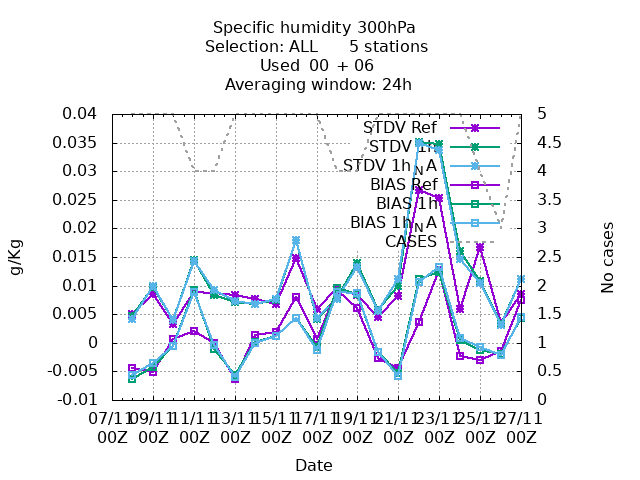 Specific humidity 300hPa
Selection: ALL 5 stations
Used 00 + 06
Averaging window: 24h
0.04
0.035
0.03
0.025
0.02
0.015
0.01
0.005
0
-0.005
-0.01
g/Kg
STDV Ref
STDV 1h
STDV 1h_NA
BIAS Ref
BIAS 1h
BIAS 1h_NA
CASES
5
4.5
4
3.5
3
2.5
2
1.5
1
0.5
0
No cases
07/11 09/11 11/11 13/11 15/11 17/11 19/11 21/11 23/11 25/11 27/11
00Z 00Z 00Z 00Z 00Z 00Z 00Z 00Z 00Z 00Z 00Z
Date